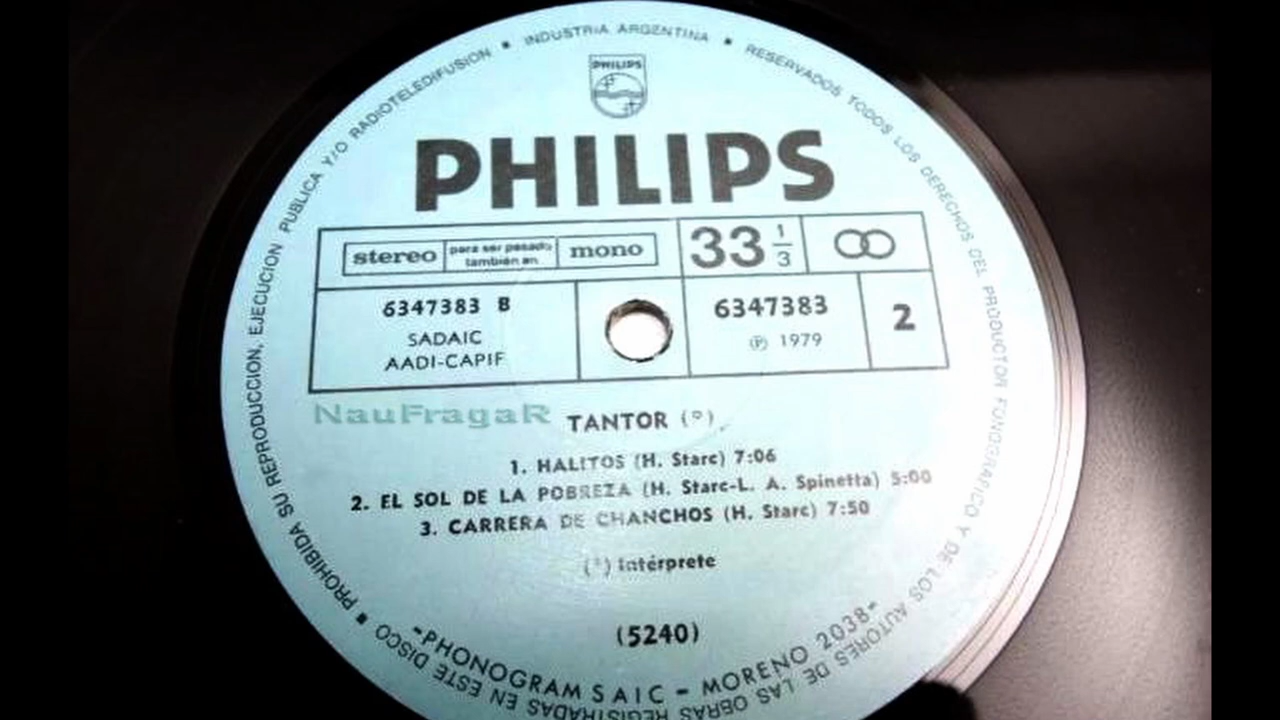 PROHIBIDA SU REPRODUCCION, EJECUCION PUBLICA Y/O RADIOTELEDIFUSION ▪ INDUSTRIA ARGENTINA ▪ RESERVADOS TODOS LOS DERECHOS DEL PRODUCTOR FONOGRAFICO Y DE LOS AUTORES DE LAS OBRAS REGISTRADAS EN ESTE DISCO ▪
PHILIPS
PHILIPS
stereo para ser pasado también en mono
33 1/3
6347383 B
SADAIC
AADI-CAPIF
6347383
Ⓟ 1979
2
NauFragaR
TANTOR (°)
1. HALITOS (H. Starc) 7:06
2. EL SOL DE LA POBREZA (H. Starc-L. A. Spinetta) 5:00
3. CARRERA DE CHANCHOS (H. Starc) 7:50
(°) Intérprete
(5240)
-PHONOGRAM S A I C - MORENO 2038-